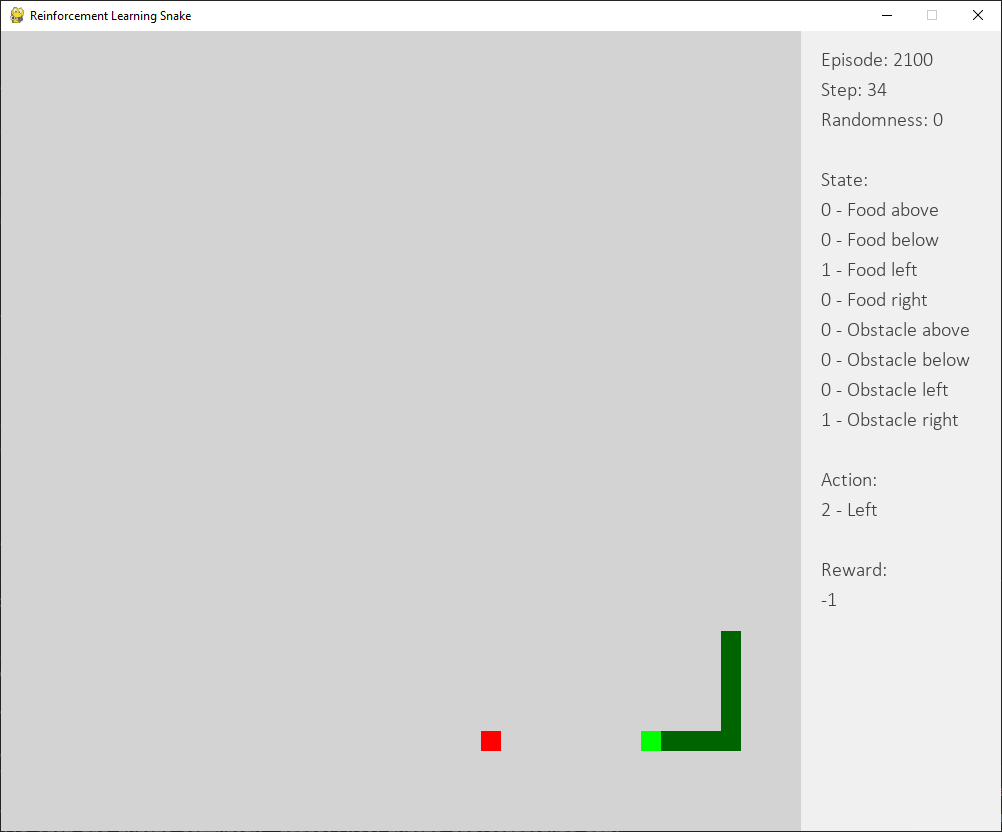 Reinforcement Learning Snake
Episode: 2100
Step: 34
Randomness: 0
State:
0 - Food above
0 - Food below
1 - Food left
0 - Food right
0 - Obstacle above
0 - Obstacle below
0 - Obstacle left
1 - Obstacle right
Action:
2 - Left
Reward:
-1